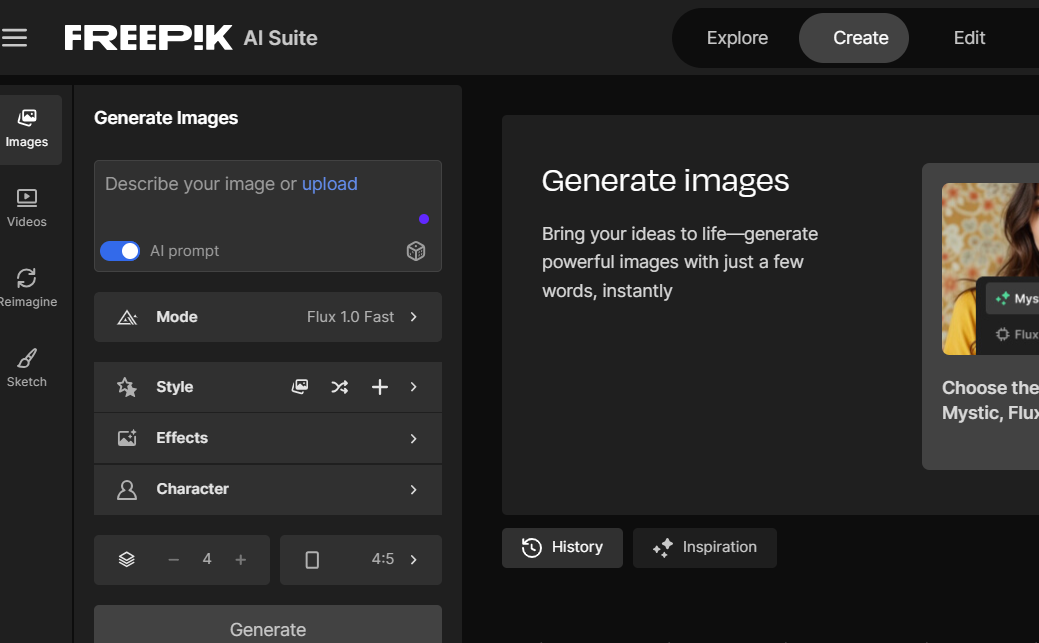 FREEP!K AI Suite
Explore
Create
Edit
Images
Videos
Reimagine
Sketch
Generate Images
Describe your image or upload
AI prompt
Mode
Flux 1.0 Fast
Style
Effects
Character
4
4:5
Generate
Generate images
Bring your ideas to life—generate
powerful images with just a few
words, instantly
Mys
Flux
Choose the
Mystic, Flux
History
Inspiration